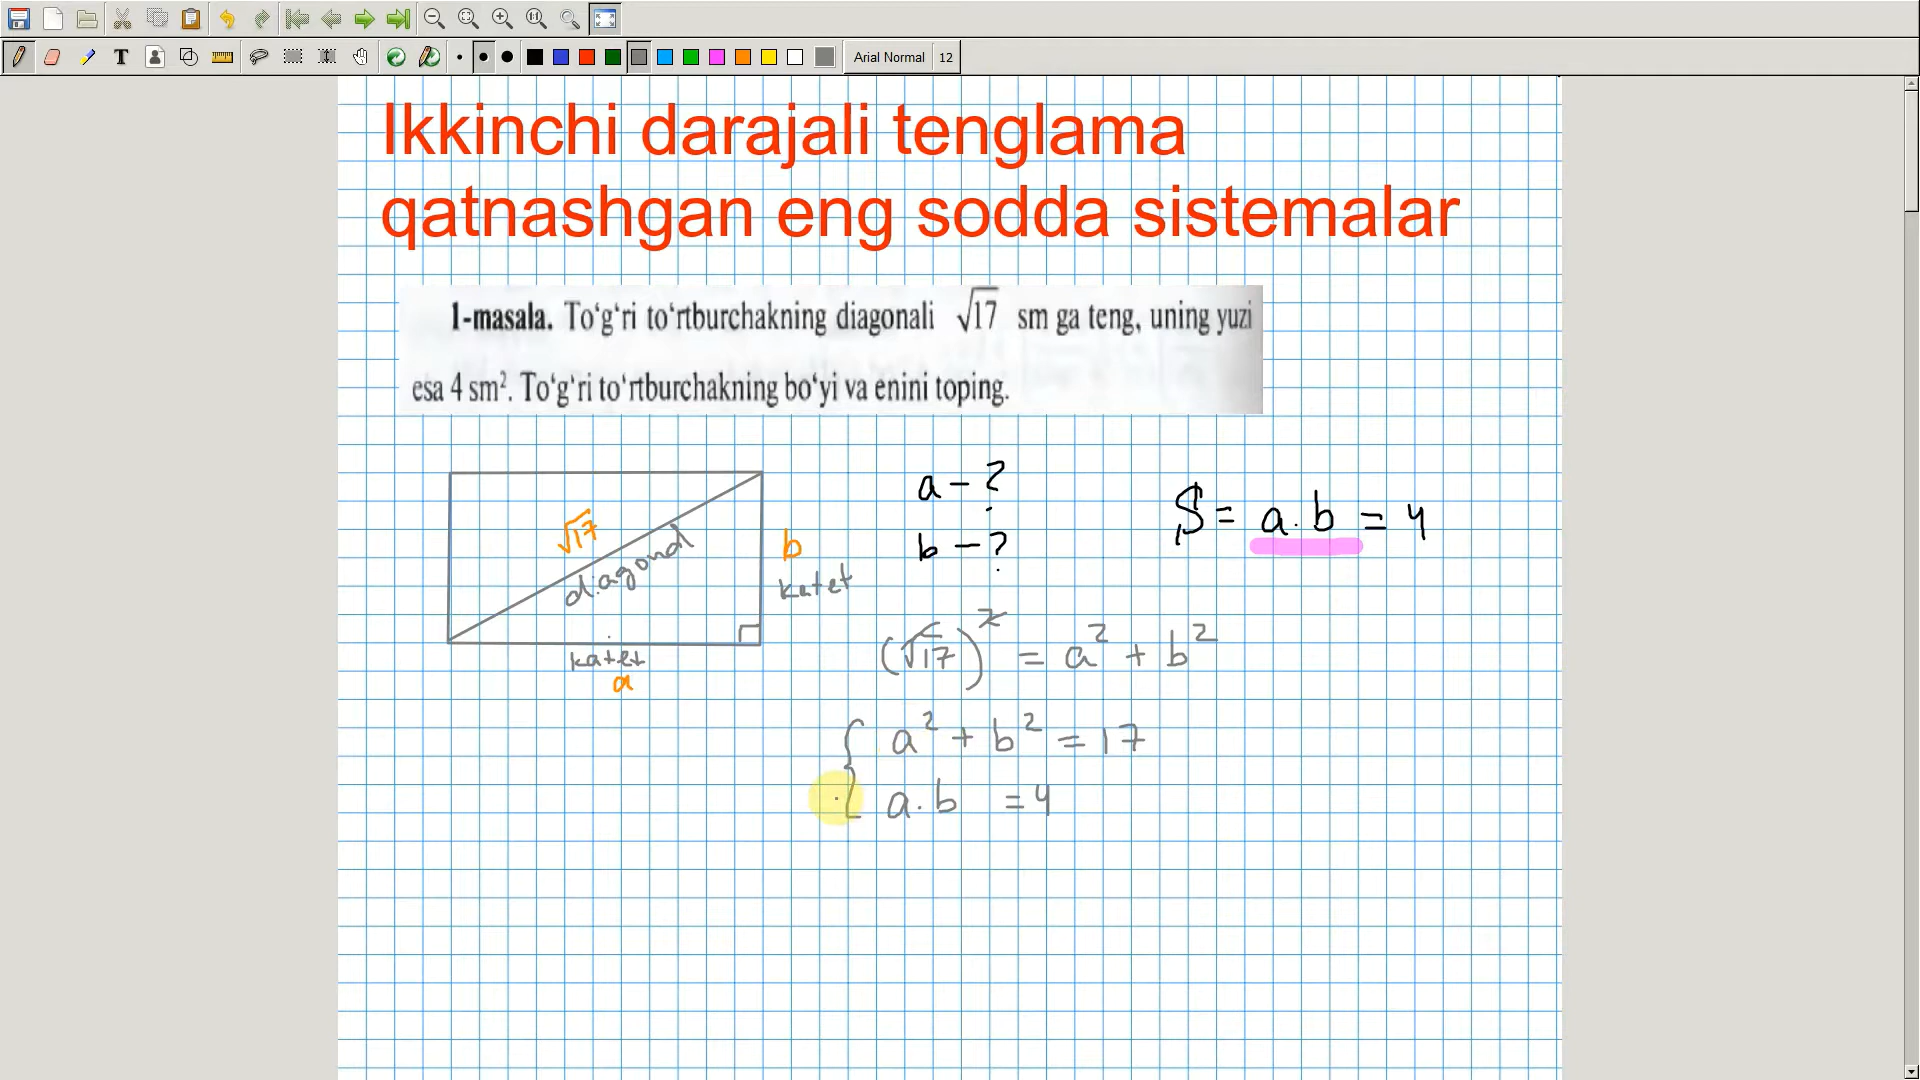 Arial Normal 12
Ikkinchi darajali tenglama
qatnashgan eng sodda sistemalar
1-masala. To‘g‘ri to‘rtburchakning diagonali √17 sm ga teng, uning yuzi
esa 4 sm². To‘g‘ri to‘rtburchakning bo‘yi va enini toping.
√17
diagonal
b
katet
katet
a
a – ?
b – ?
S = a·b = 4
(√17)² = a² + b²
a² + b² = 17
a·b = 4